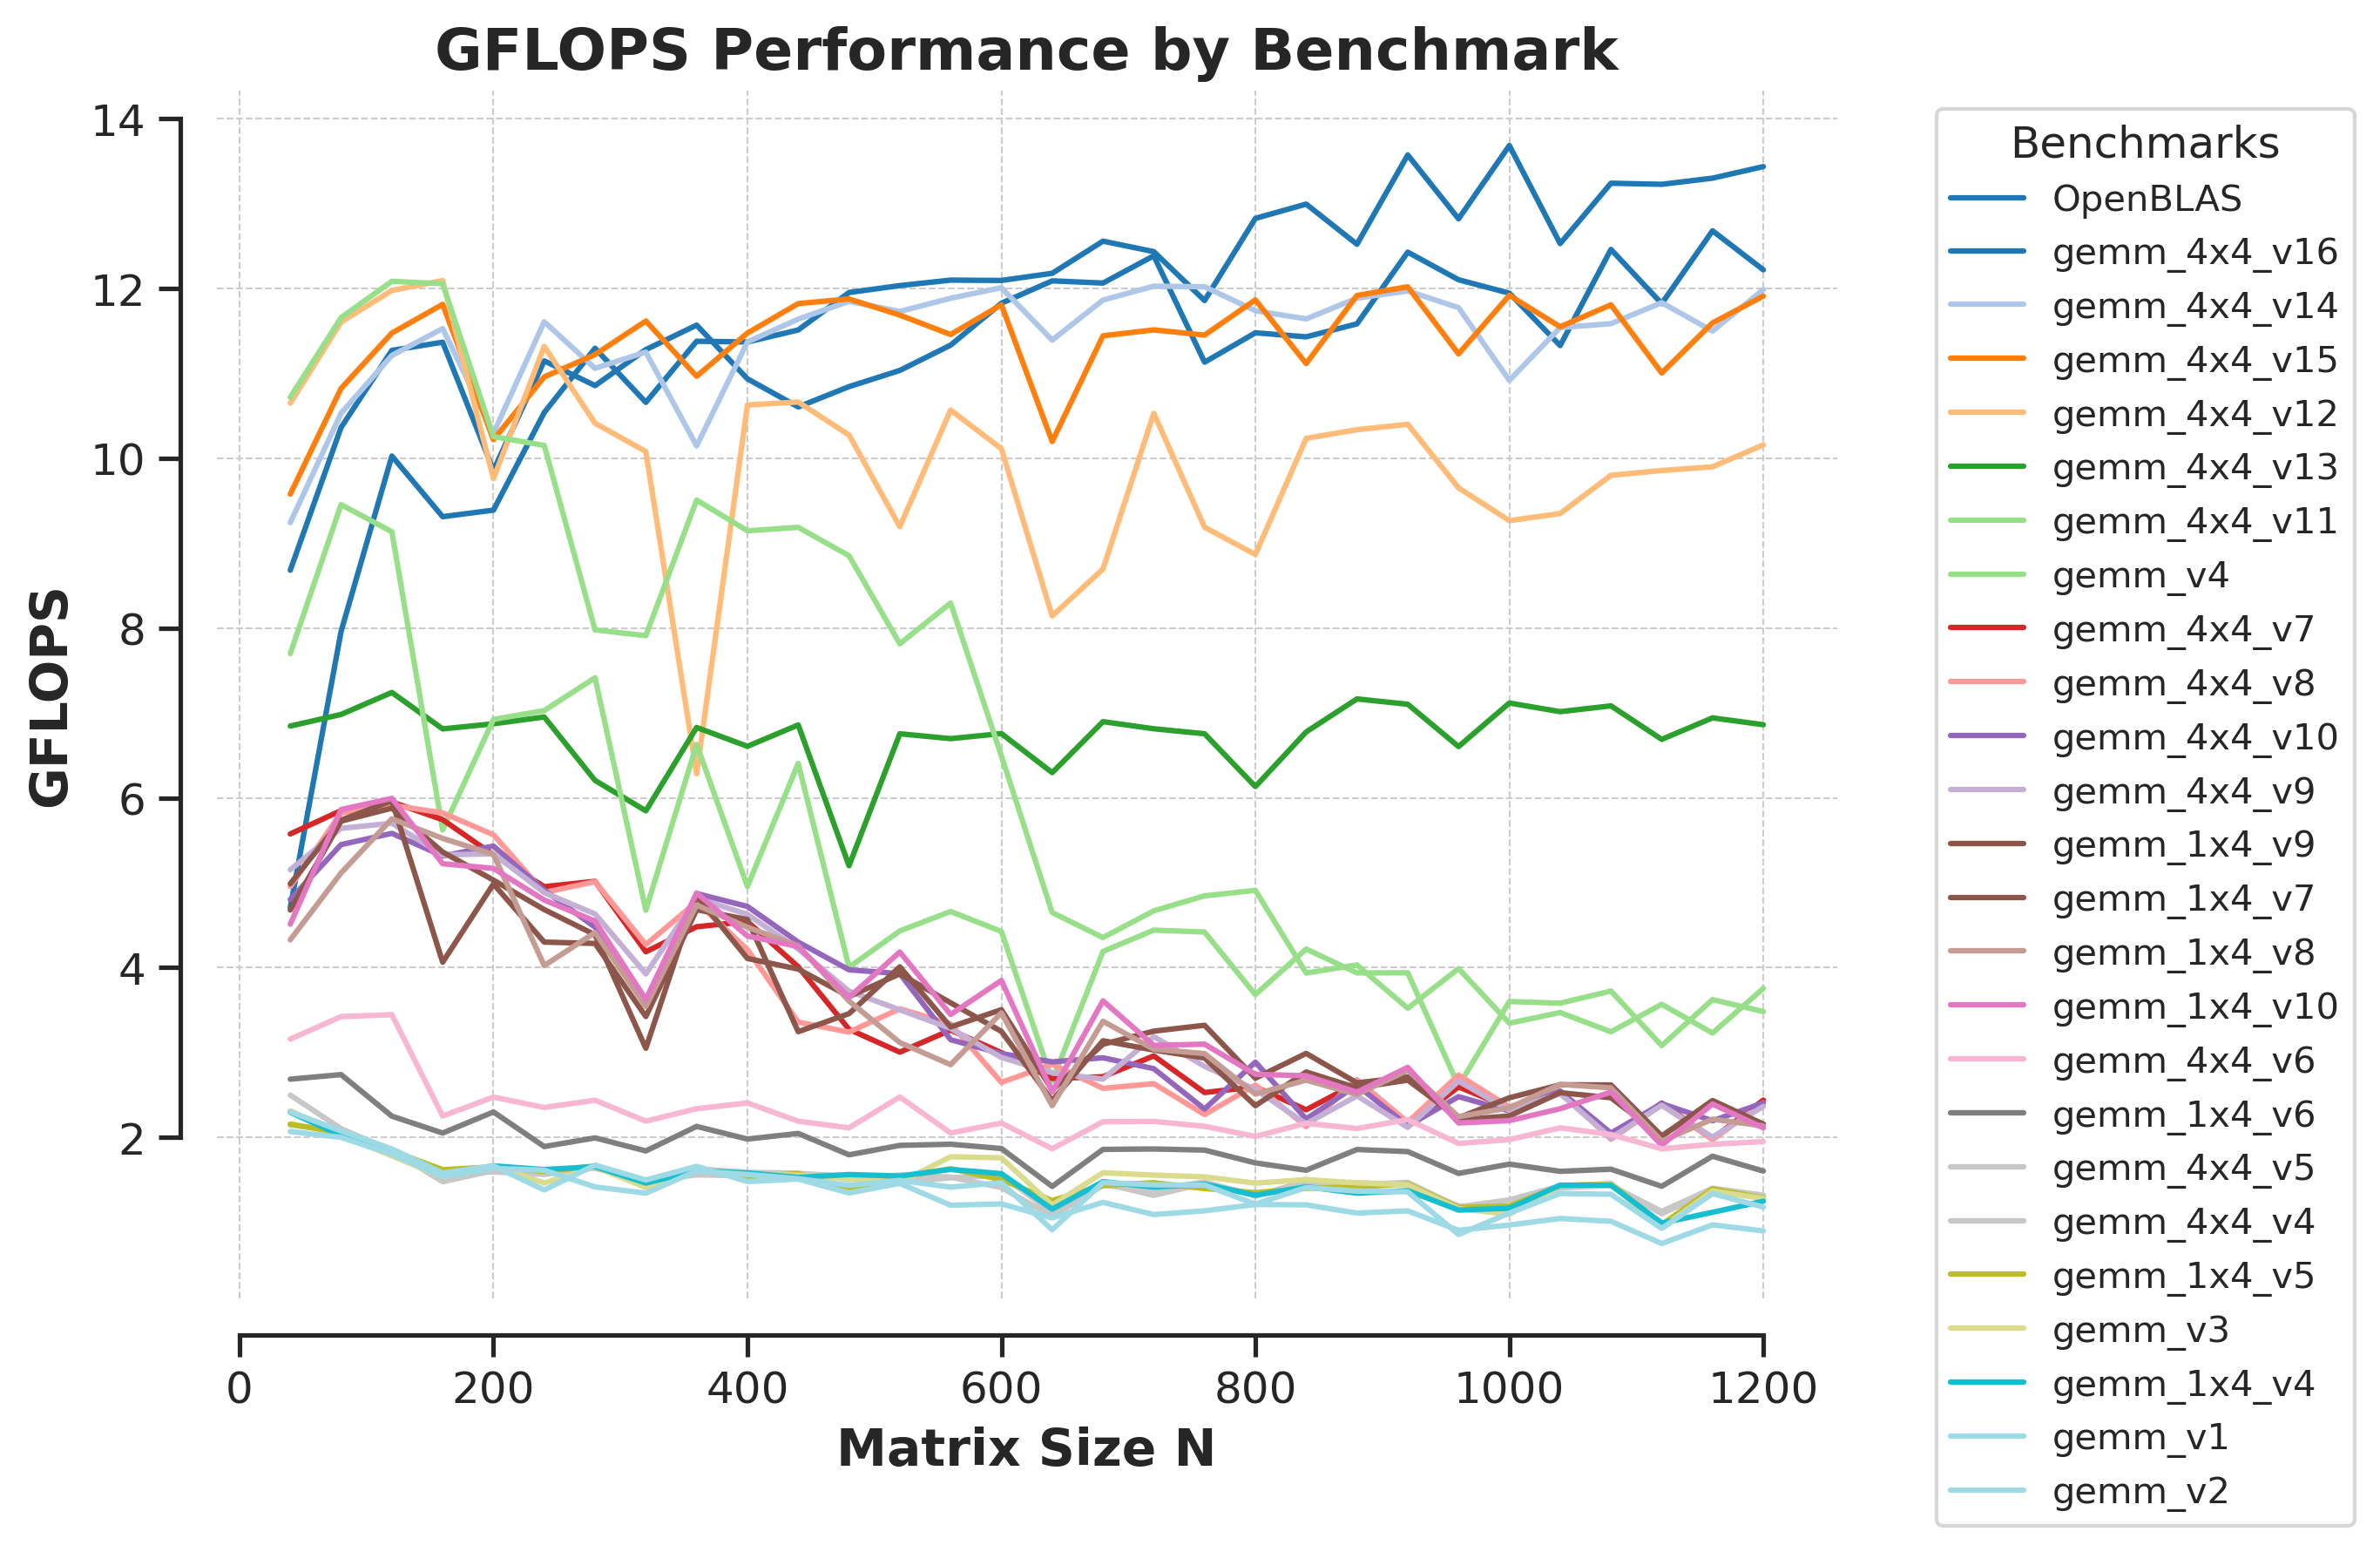 GFLOPS Performance by Benchmark
14
12
10
8
6
4
2
GFLOPS
0 200 400 600 800 1000 1200
Matrix Size N
Benchmarks
OpenBLAS
gemm_4x4_v16
gemm_4x4_v14
gemm_4x4_v15
gemm_4x4_v12
gemm_4x4_v13
gemm_4x4_v11
gemm_v4
gemm_4x4_v7
gemm_4x4_v8
gemm_4x4_v10
gemm_4x4_v9
gemm_1x4_v9
gemm_1x4_v7
gemm_1x4_v8
gemm_1x4_v10
gemm_4x4_v6
gemm_1x4_v6
gemm_4x4_v5
gemm_4x4_v4
gemm_1x4_v5
gemm_v3
gemm_1x4_v4
gemm_v1
gemm_v2